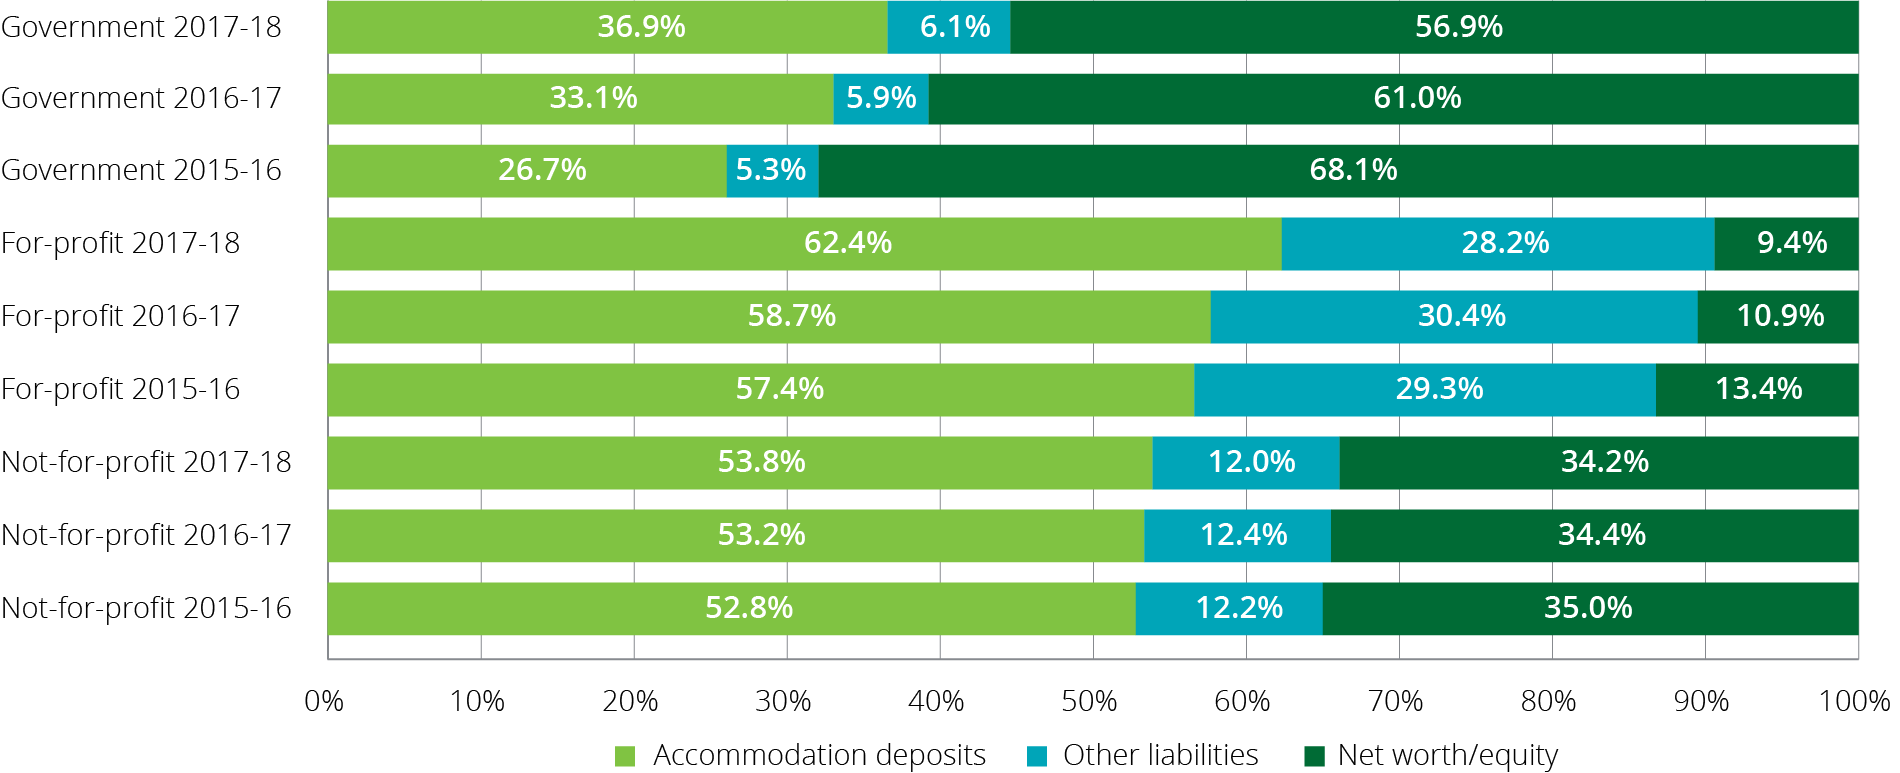 Government 2017-18 36.9% 6.1% 56.9%
Government 2016-17 33.1% 5.9% 61.0%
Government 2015-16 26.7% 5.3% 68.1%
For-profit 2017-18 62.4% 28.2% 9.4%
For-profit 2016-17 58.7% 30.4% 10.9%
For-profit 2015-16 57.4% 29.3% 13.4%
Not-for-profit 2017-18 53.8% 12.0% 34.2%
Not-for-profit 2016-17 53.2% 12.4% 34.4%
Not-for-profit 2015-16 52.8% 12.2% 35.0%
0% 10% 20% 30% 40% 50% 60% 70% 80% 90% 100%
Accommodation deposits Other liabilities Net worth/equity